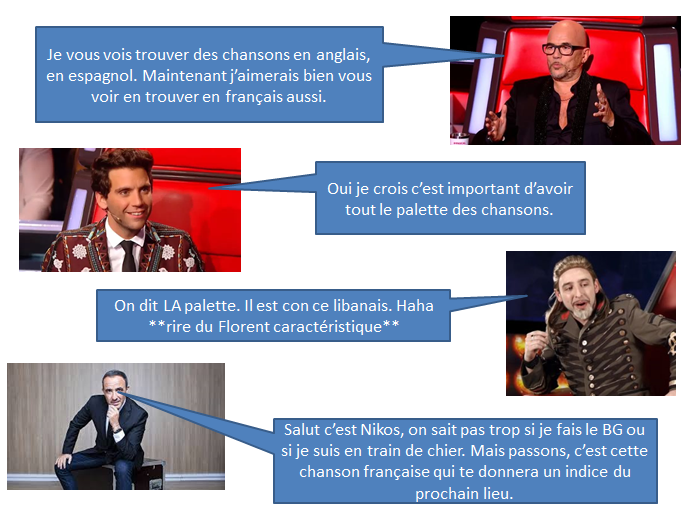 Je vous vois trouver des chansons en anglais,
en espagnol. Maintenant j’aimerais bien vous
voir en trouver en français aussi.
Oui je crois c’est important d’avoir
tout le palette des chansons.
On dit LA palette. Il est con ce libanais. Haha
**rire du Florent caractéristique**
Salut c’est Nikos, on sait pas trop si je fais le BG ou
si je suis en train de chier. Mais passons, c’est cette
chanson française qui te donnera un indice du
prochain lieu.